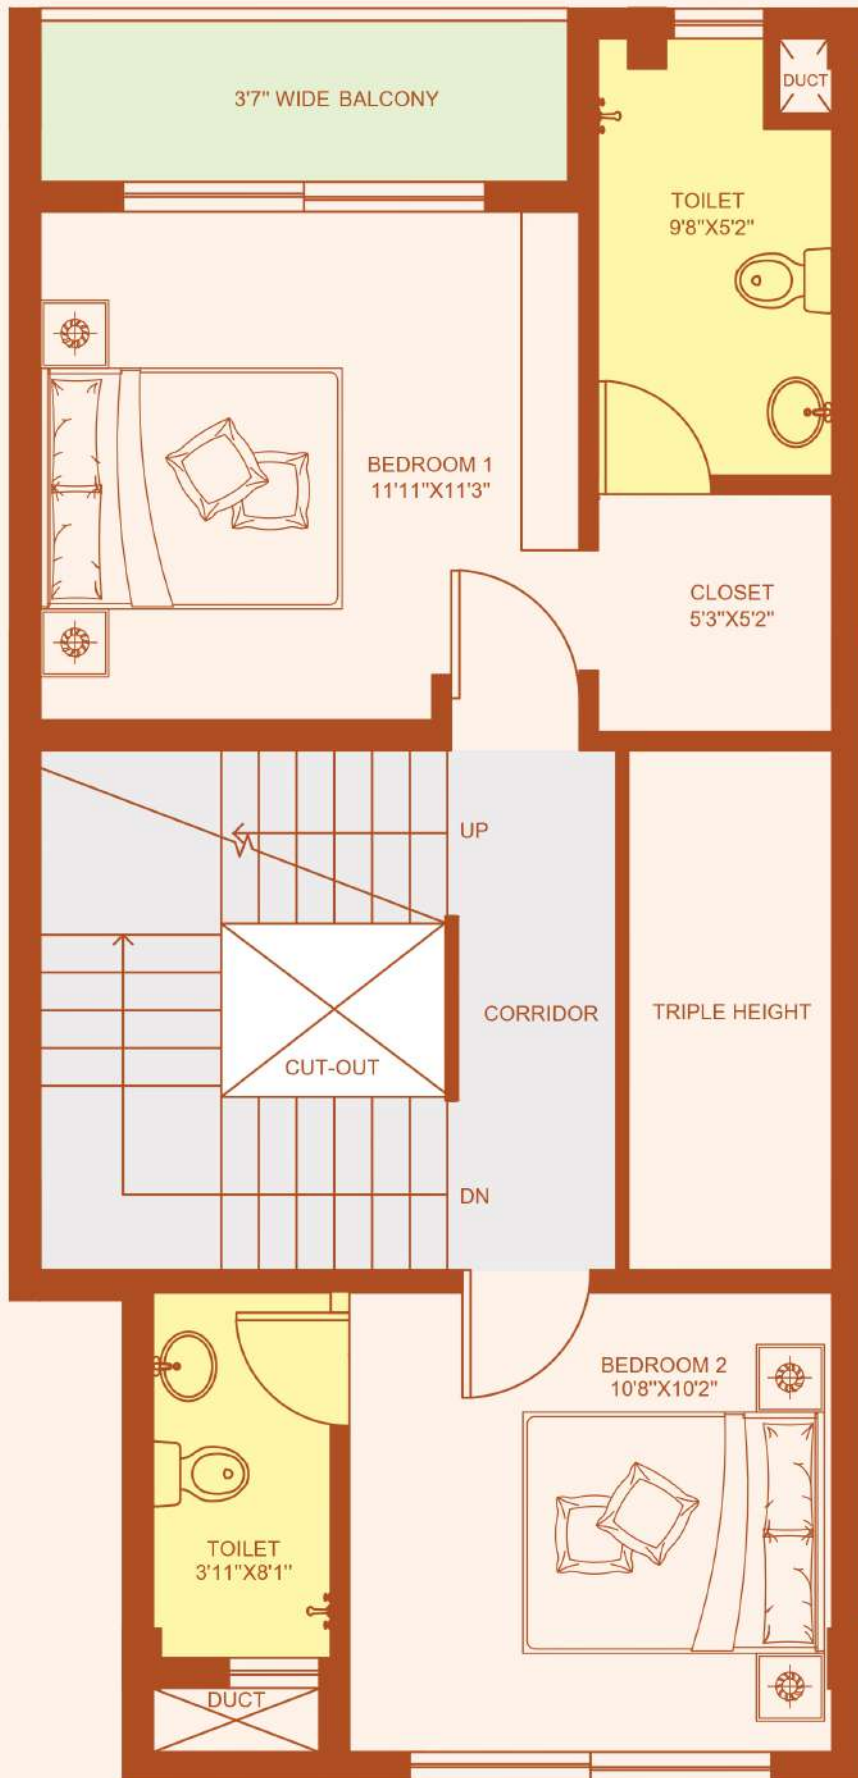 3'7" WIDE BALCONY
DUCT
TOILET
9'8"X5'2"
BEDROOM 1
11'11"X11'3"
CLOSET
5'3"X5'2"
UP
CORRIDOR
TRIPLE HEIGHT
CUT-OUT
DN
BEDROOM 2
10'8"X10'2"
TOILET
3'11"X8'1"
DUCT